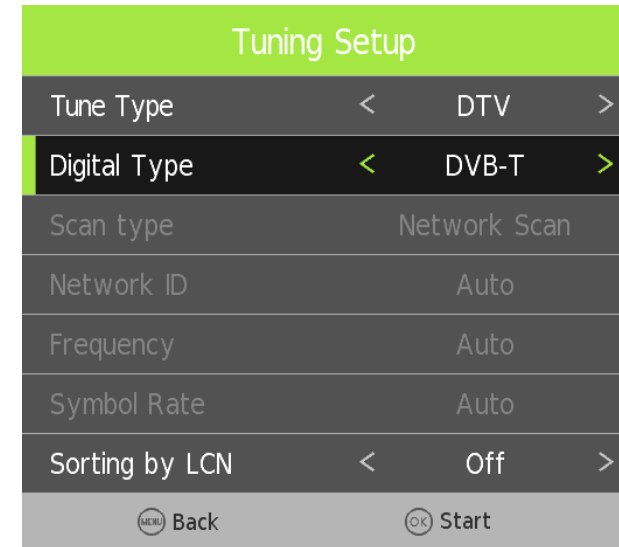 Tuning Setup
Tune Type < DTV >
Digital Type < DVB-T >
Scan type Network Scan
Network ID Auto
Frequency Auto
Symbol Rate Auto
Sorting by LCN < Off >
MENU Back OK Start